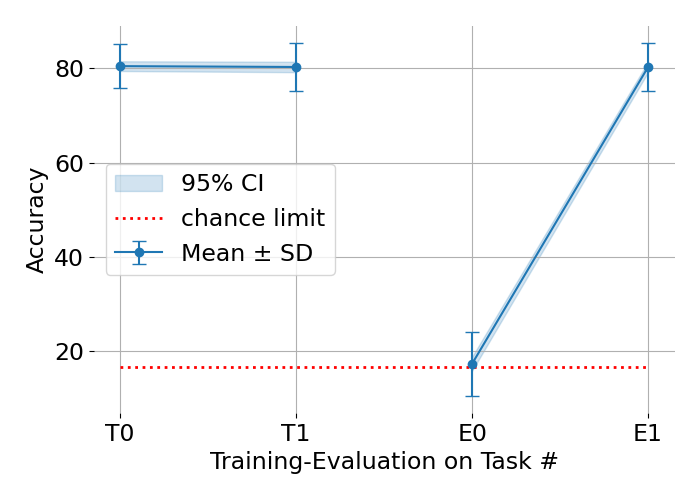 80
60
40
20
Accuracy
95% CI
chance limit
Mean ± SD
T0 T1 E0 E1
Training-Evaluation on Task #